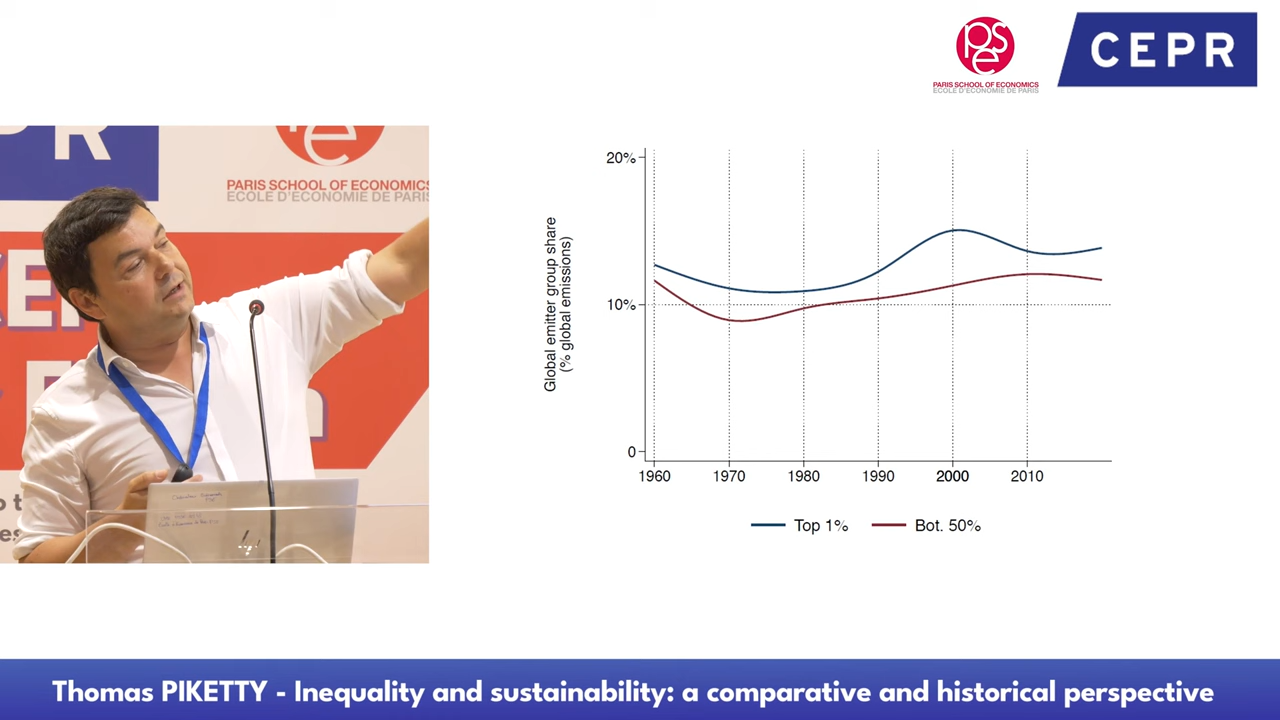 pse
PARIS SCHOOL OF ECONOMICS
ECOLE D'ECONOMIE DE PARIS
CEPR
PR
e
PARIS SCHOOL OF ECONOMICS
ECOLE D'ECONOMIE DE PARIS
Global emitter group share
(% global emissions)
20%
10%
0
1960 1970 1980 1990 2000 2010
Top 1% Bot. 50%
Thomas PIKETTY - Inequality and sustainability: a comparative and historical perspective